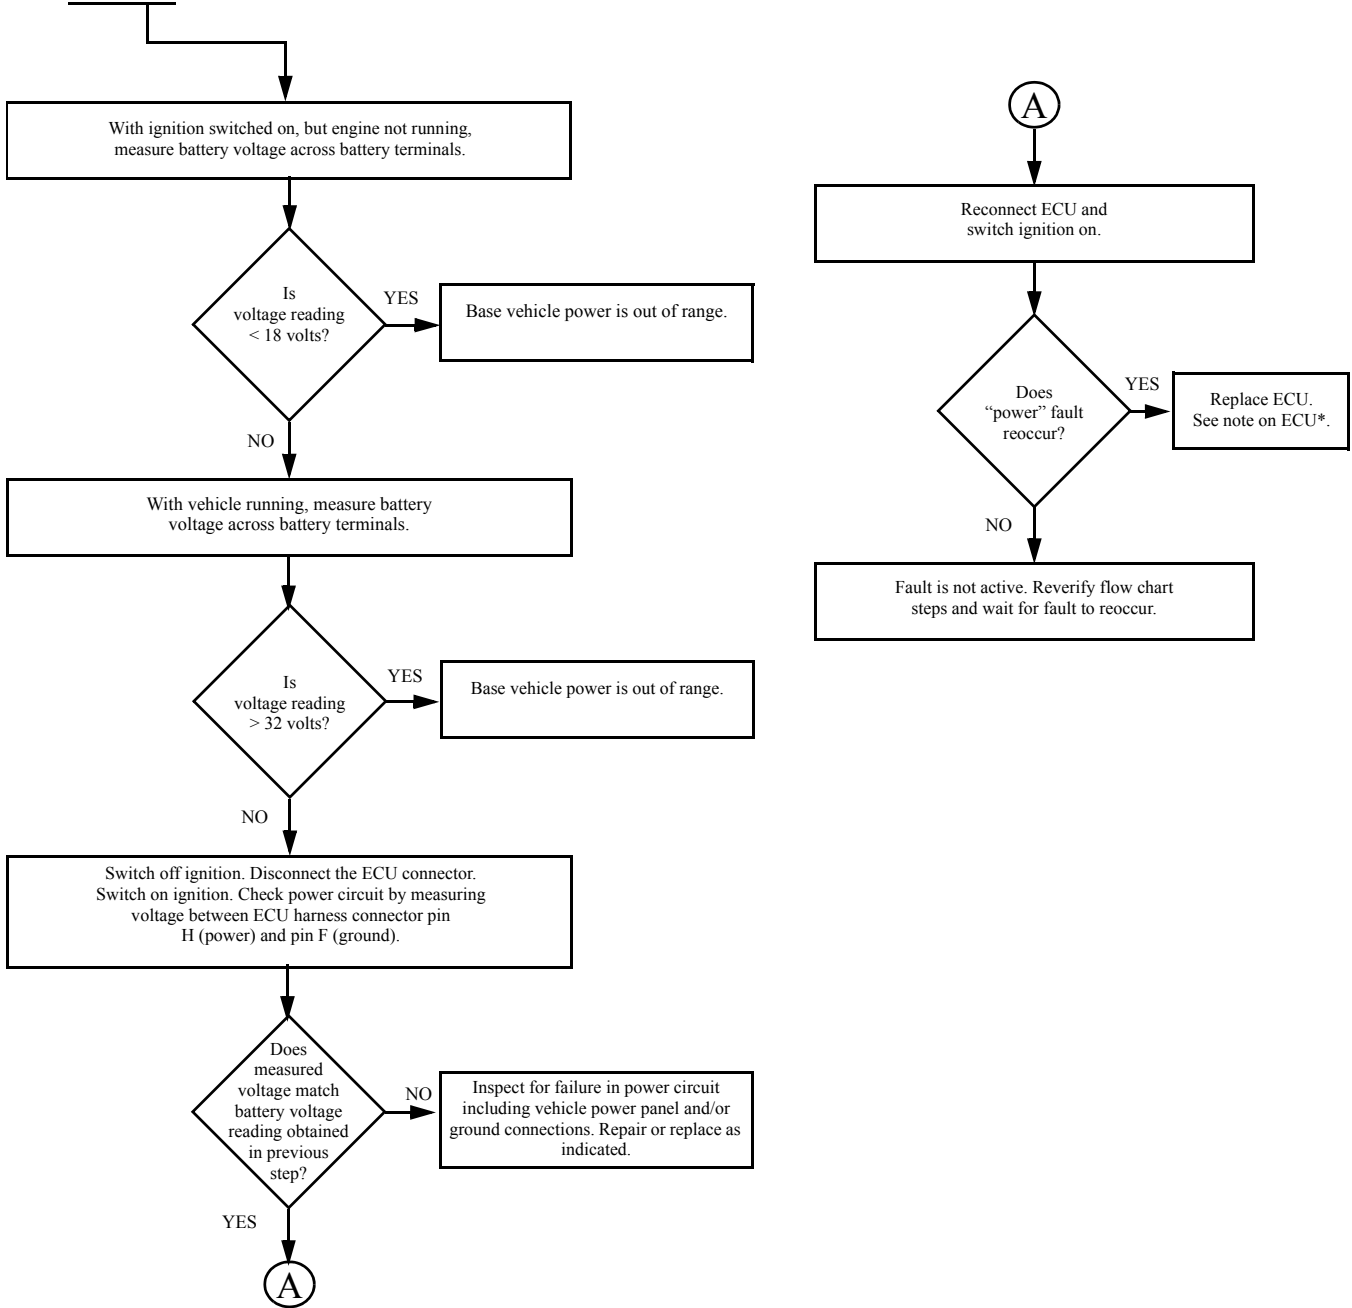 With ignition switched on, but engine not running,
measure battery voltage across battery terminals.
Is
voltage reading
< 18 volts?
YES
Base vehicle power is out of range.
NO
With vehicle running, measure battery
voltage across battery terminals.
Is
voltage reading
> 32 volts?
YES
Base vehicle power is out of range.
NO
Switch off ignition. Disconnect the ECU connector.
Switch on ignition. Check power circuit by measuring
voltage between ECU harness connector pin
H (power) and pin F (ground).
Does
measured
voltage match
battery voltage
reading obtained
in previous
step?
NO
Inspect for failure in power circuit
including vehicle power panel and/or
ground connections. Repair or replace as
indicated.
YES
A
A
Reconnect ECU and
switch ignition on.
Does
“power” fault
reoccur?
YES
Replace ECU.
See note on ECU*.
NO
Fault is not active. Reverify flow chart
steps and wait for fault to reoccur.